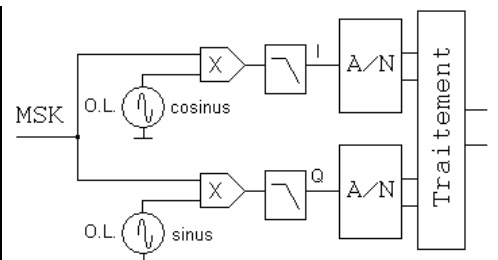 X
I
A/N
O.L.
cosinus
MSK
Traitement
X
Q
A/N
O.L.
sinus